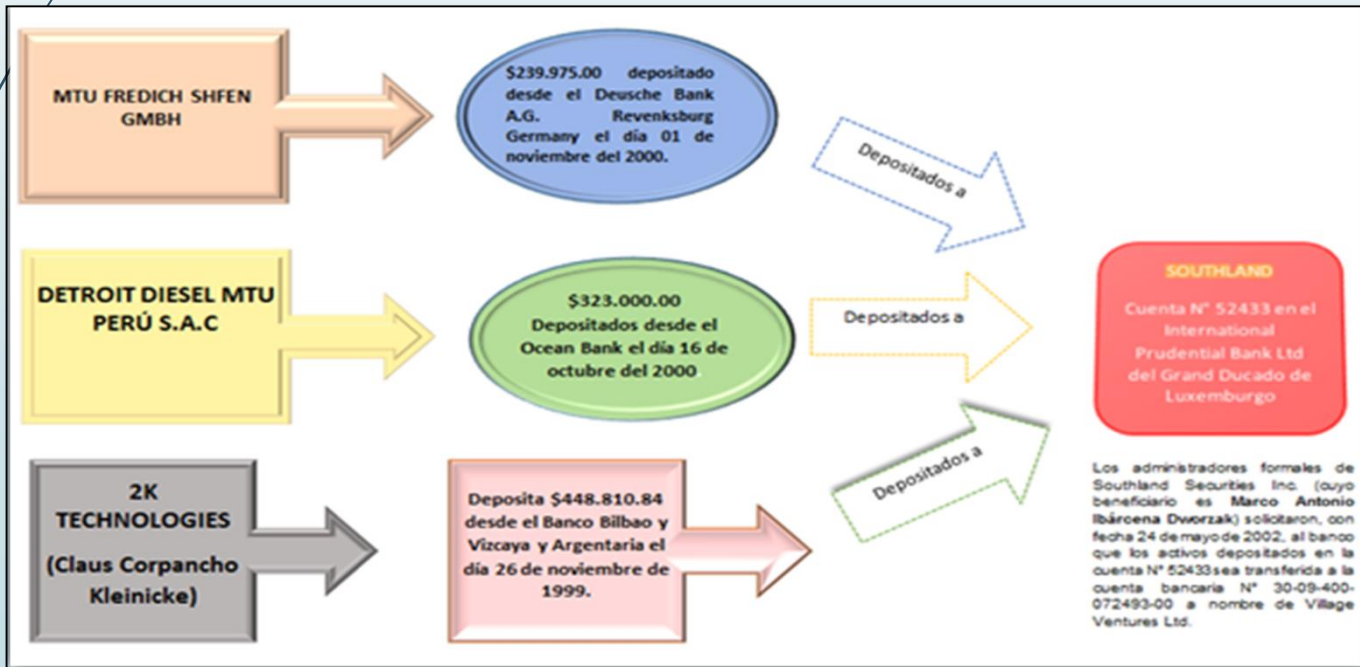 MTU FREDICH SHFEN
GMBH
$239.975.00 depositado
desde el Deusche Bank
A.G. Revenksburg
Germany el día 01 de
noviembre del 2000.
Depositados a
DETROIT DIESEL MTU
PERÚ S.A.C
$323.000.00
Depositados desde el
Ocean Bank el día 16 de
octubre del 2000
Depositados a
2K
TECHNOLOGIES
(Claus Corpancho
Kleinicke)
Deposita $448.810.84
desde el Banco Bilbao y
Vizcaya y Argentaria el
día 26 de noviembre de
1999.
Depositados a
SOUTHLAND
Cuenta N° 52433 en el
International
Prudential Bank Ltd
del Grand Ducado de
Luxemburgo
Los administradores formales de
Southland Securities Inc. (cuyo
beneficiario es Marco Antonio
Ibárcena Dworzak) solicitaron, con
fecha 24 de mayo de 2002, al banco
que los activos depositados en la
cuenta N° 52433 sea transferida a la
cuenta bancaria N° 30-09-400-
072493-00 a nombre de Village
Ventures Ltd.